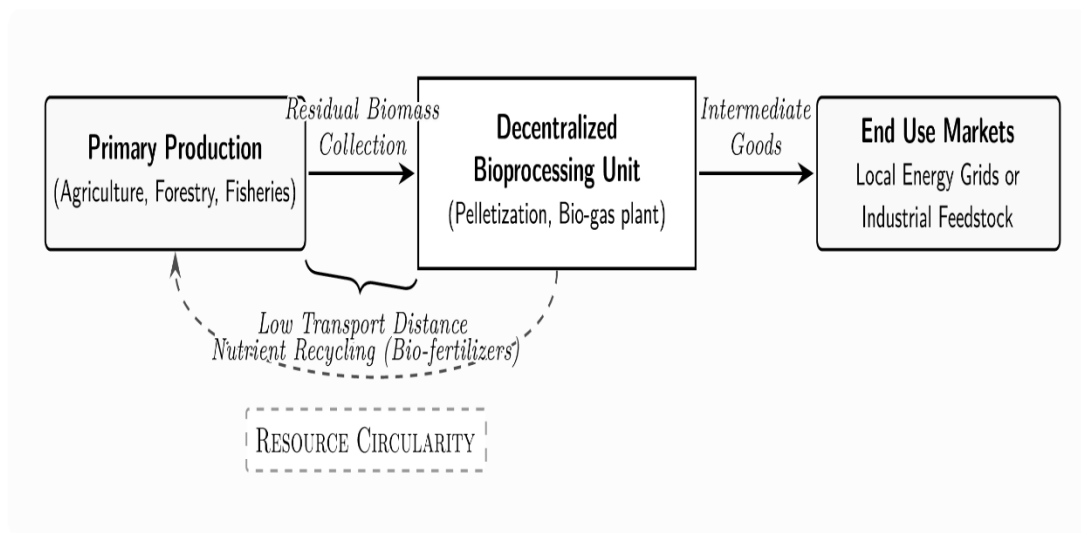 Primary Production
(Agriculture, Forestry, Fisheries)
Residual Biomass
Collection
Decentralized
Bioprocessing Unit
(Pelletization, Bio-gas plant)
Intermediate
Goods
End Use Markets
Local Energy Grids or
Industrial Feedstock
Low Transport Distance
Nutrient Recycling (Bio-fertilizers)
RESOURCE CIRCULARITY